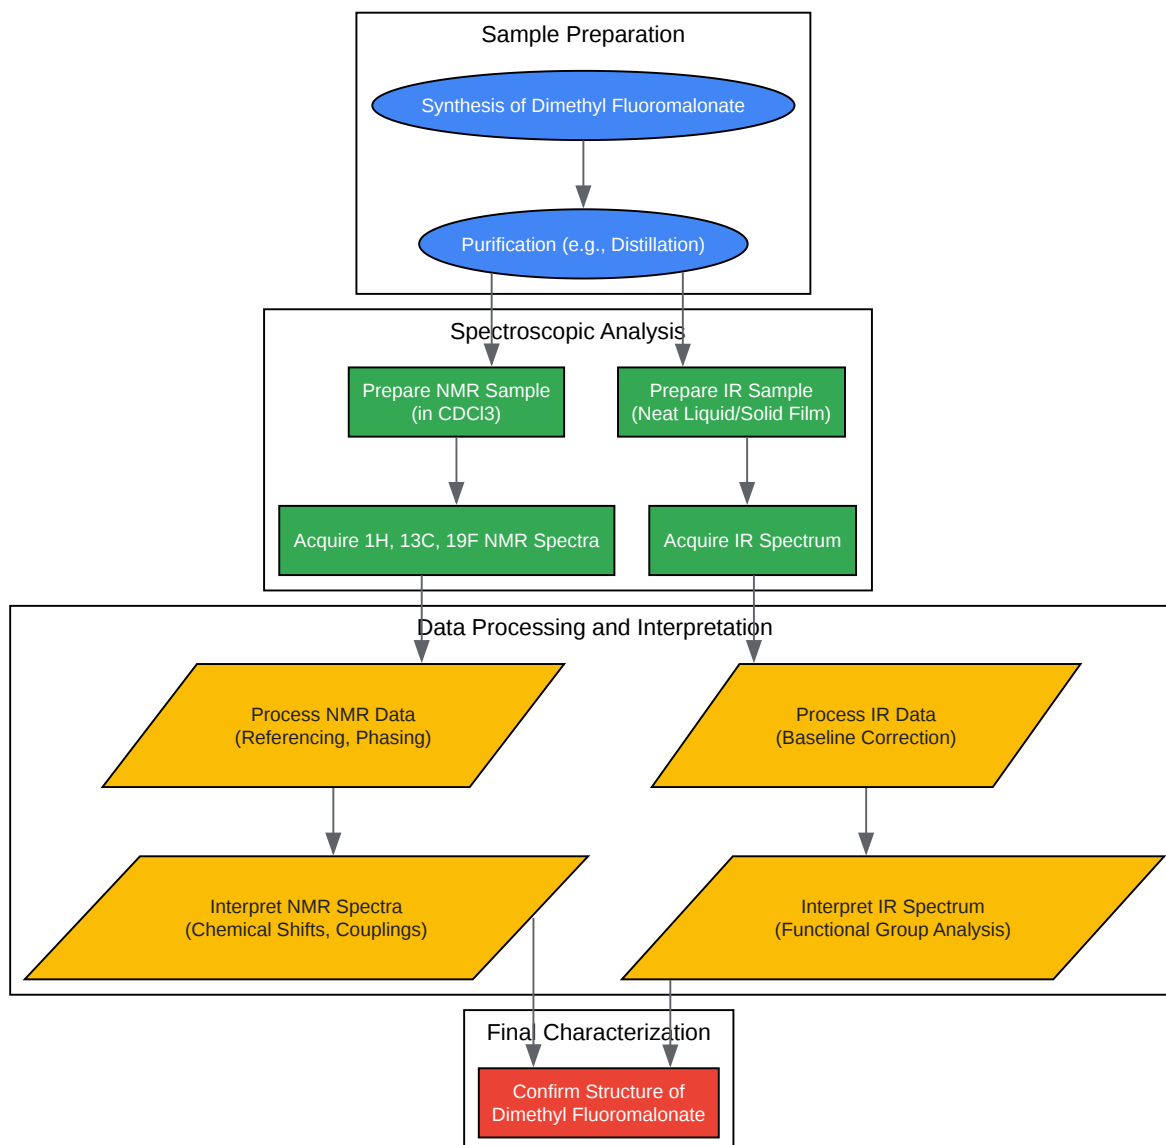 Sample Preparation
Synthesis of Dimethyl Fluoromalonate
Purification (e.g., Distillation)
Spectroscopic Analysis
Prepare NMR Sample
(in CDCl3)
Prepare IR Sample
(Neat Liquid/Solid Film)
Acquire 1H, 13C, 19F NMR Spectra
Acquire IR Spectrum
Data Processing and Interpretation
Process NMR Data
(Referencing, Phasing)
Process IR Data
(Baseline Correction)
Interpret NMR Spectra
(Chemical Shifts, Couplings)
Interpret IR Spectrum
(Functional Group Analysis)
Final Characterization
Confirm Structure of
Dimethyl Fluoromalonate